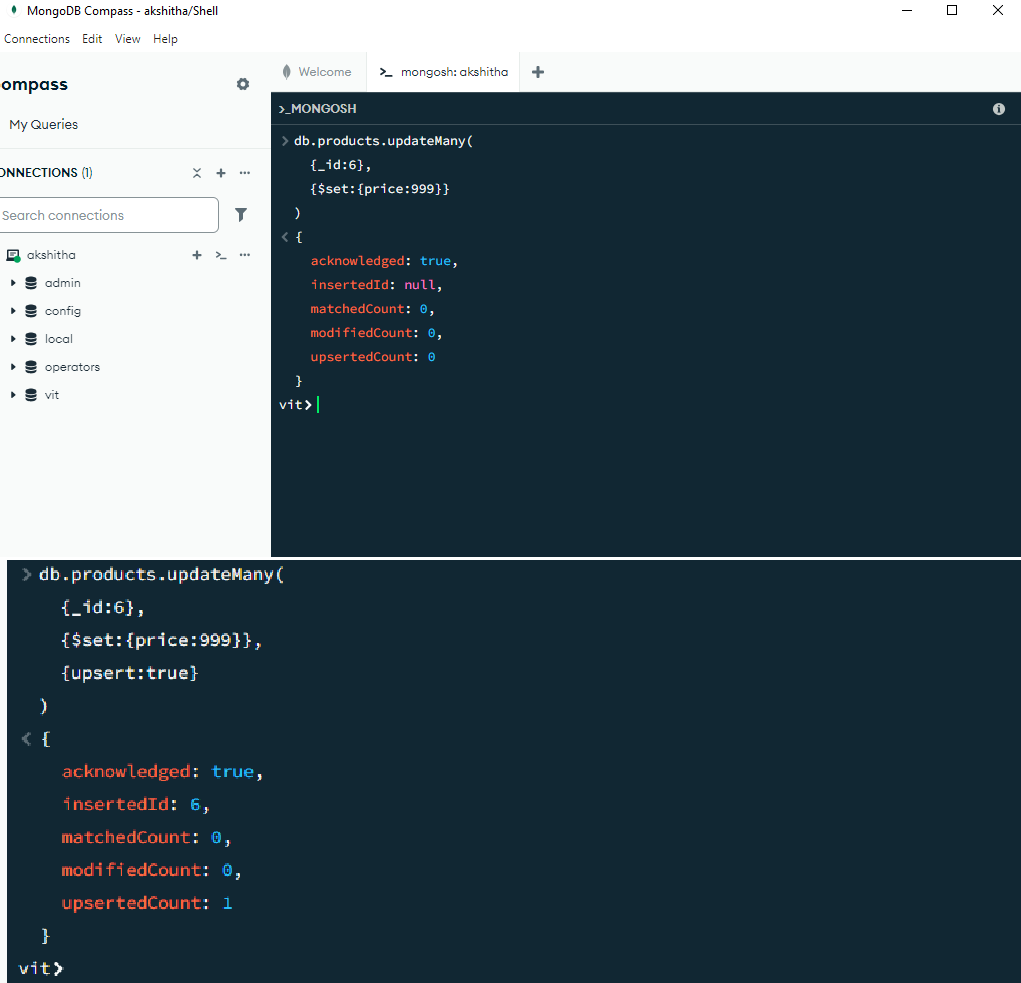 MongoDB Compass - akshitha/Shell
Connections Edit View Help
ompass
My Queries
ONNECTIONS (1)
Search connections
akshitha
admin
config
local
operators
vit
Welcome
>_ mongosh: akshitha
>_MONGOSH
> db.products.updateMany(
{_id:6},
{$set:{price:999}}
)
< {
acknowledged: true,
insertedId: null,
matchedCount: 0,
modifiedCount: 0,
upsertedCount: 0
}
vit>
> db.products.updateMany(
{_id:6},
{$set:{price:999}},
{upsert:true}
)
< {
acknowledged: true,
insertedId: 6,
matchedCount: 0,
modifiedCount: 0,
upsertedCount: 1
}
vit>